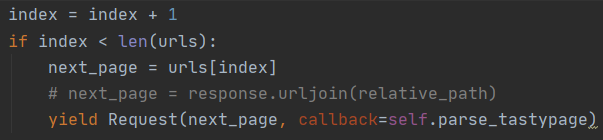 index = index + 1
if index < len(urls):
    next_page = urls[index]
    # next_page = response.urljoin(relative_path)
    yield Request(next_page, callback=self.parse_tastypage)